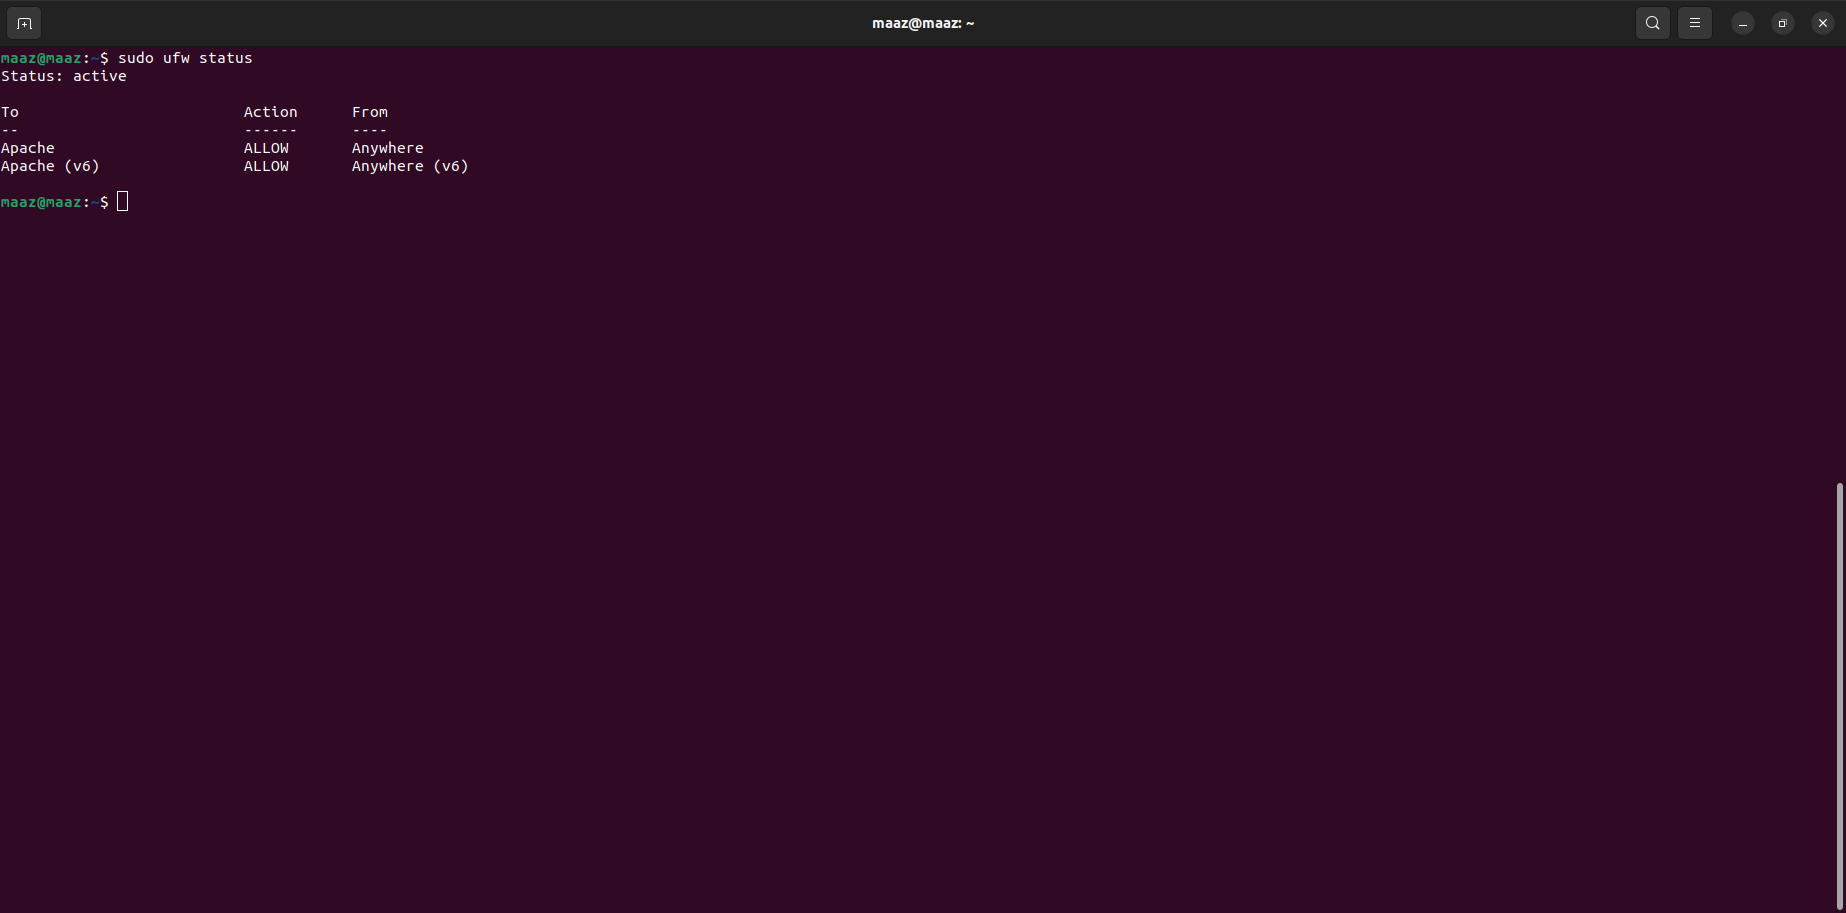 maaz@maaz: ~
maaz@maaz:~$ sudo ufw status
Status: active
To                         Action      From
--                         ------      ----
Apache                     ALLOW       Anywhere
Apache (v6)                ALLOW       Anywhere (v6)
maaz@maaz:~$